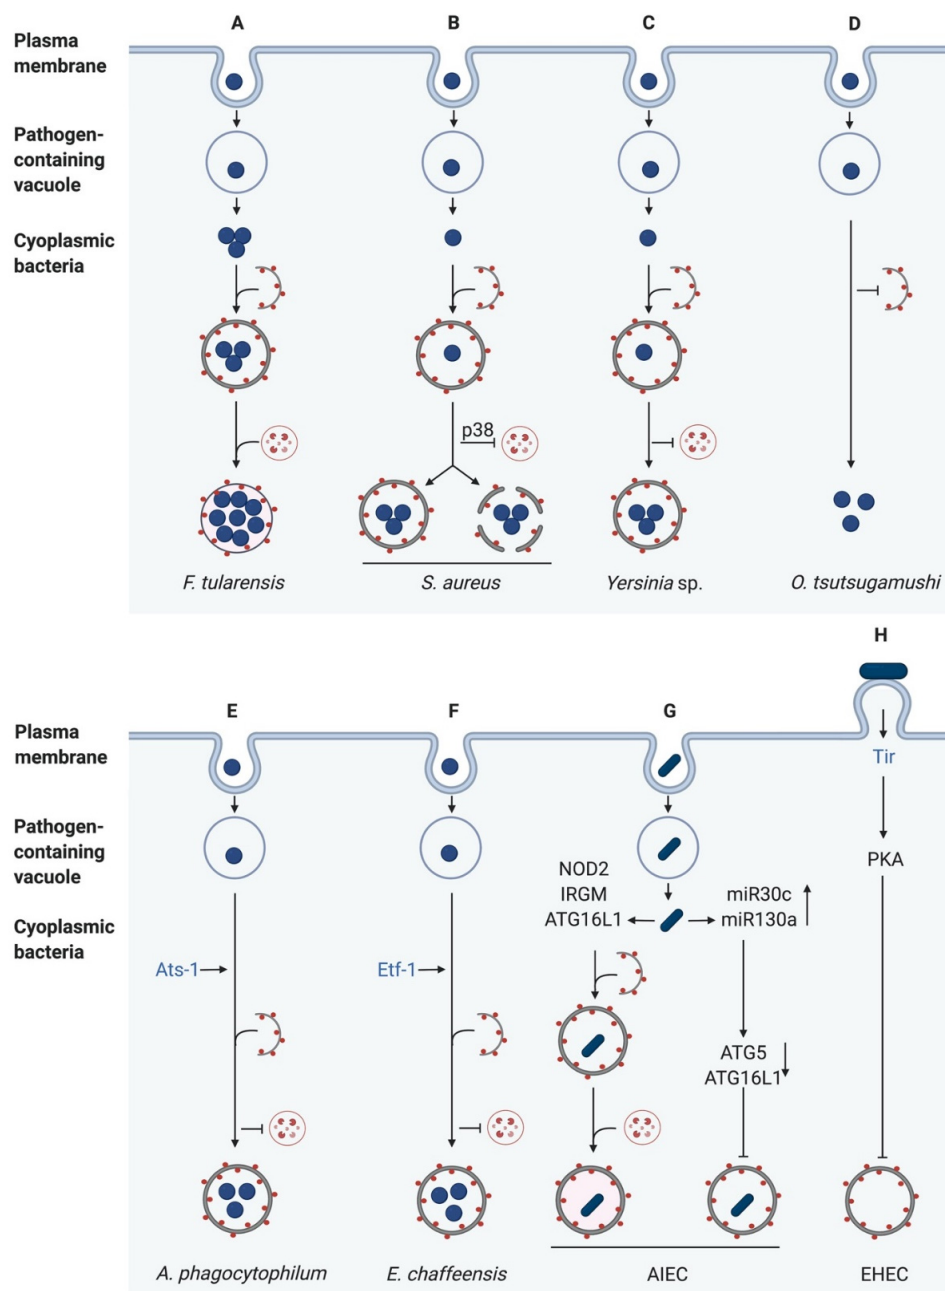 A B C D
Plasma
membrane
Pathogen-
containing
vacuole
Cyoplasmic
bacteria
p38
F. tularensis S. aureus Yersinia sp. O. tsutsugamushi
H
E F G
Plasma
membrane
Tir
Pathogen-
containing
vacuole
NOD2
IRGM
ATG16L1
miR30c
miR130a
PKA
Cyoplasmic
bacteria
Ats-1 Etf-1
ATG5
ATG16L1
A. phagocytophilum E. chaffeensis AIEC EHEC